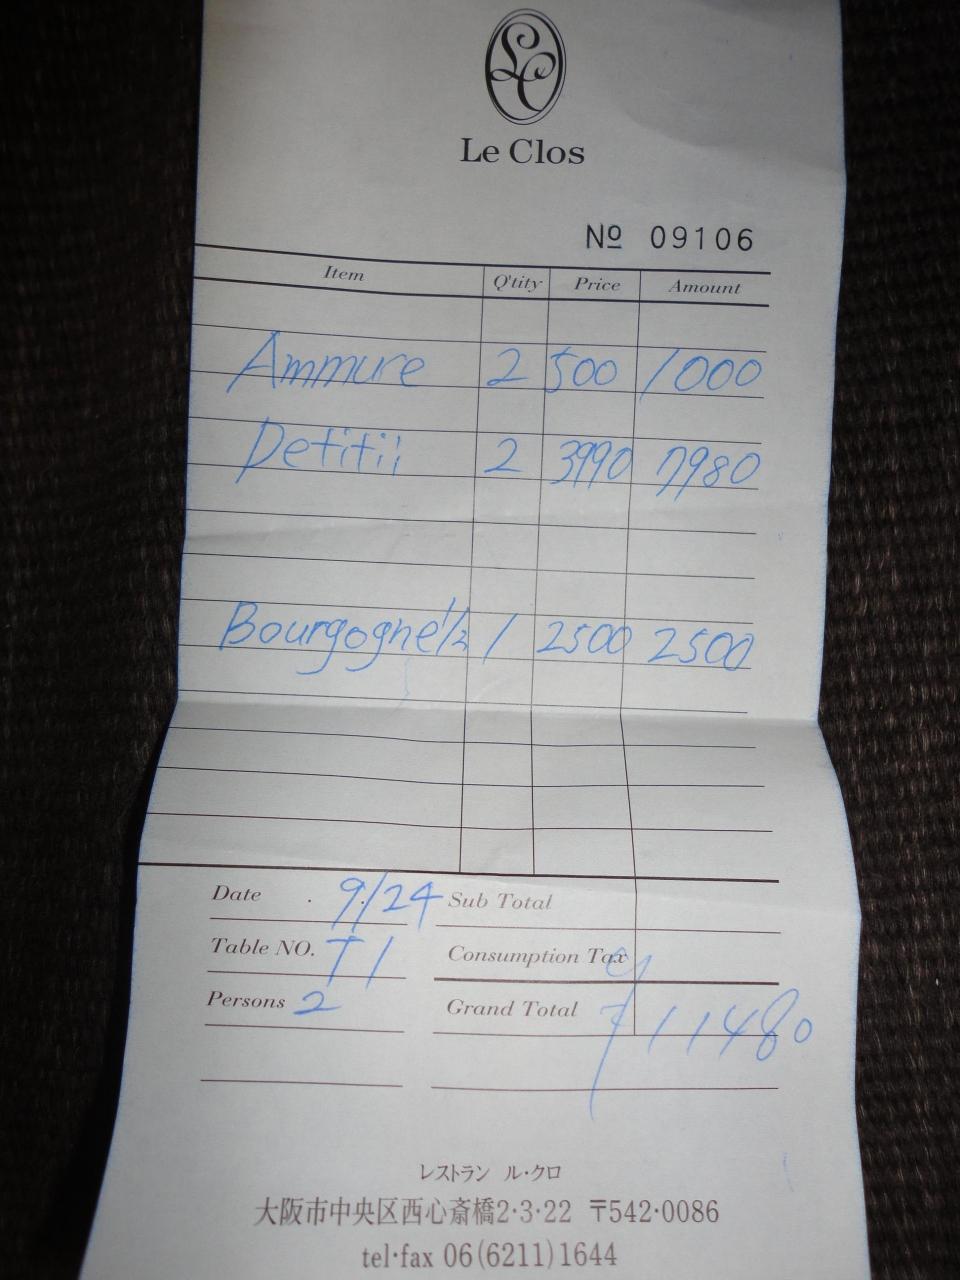 LC
Le Clos
Nº 09106
Item Q'tity Price Amount
Ammure 2 500 1000
2 3990 7980
Bourgogne 1/2 1 2500 2500
Date 9/24 Sub Total
Table NO. T1 Consumption Tax
Persons 2 Grand Total 11480
レストラン ル・クロ
大阪市中央区西心斎橋2・3・22 〒542・0086
tel・fax 06(6211)1644